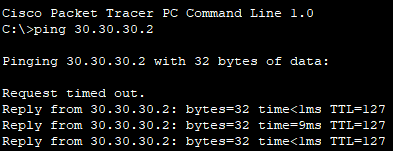 Cisco Packet Tracer PC Command Line 1.0
C:\>ping 30.30.30.2
Pinging 30.30.30.2 with 32 bytes of data:
Request timed out.
Reply from 30.30.30.2: bytes=32 time<1ms TTL=127
Reply from 30.30.30.2: bytes=32 time=9ms TTL=127
Reply from 30.30.30.2: bytes=32 time<1ms TTL=127